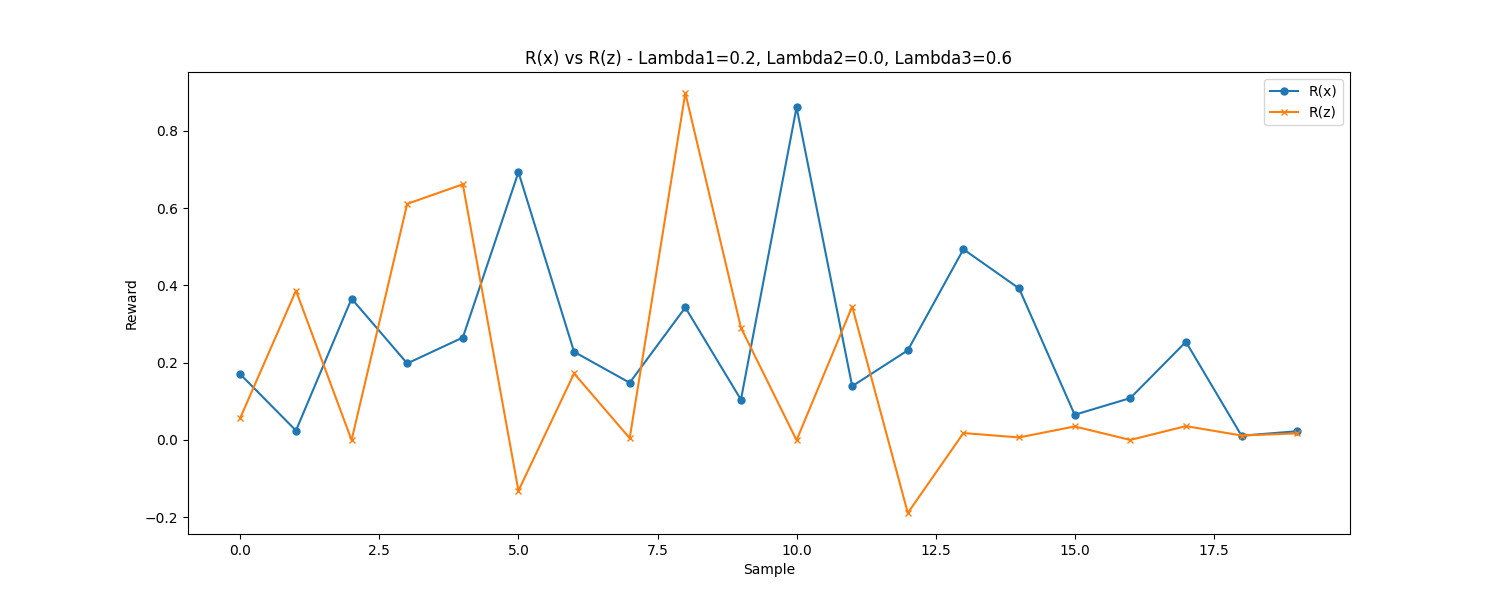 R(x) vs R(z) - Lambda1=0.2, Lambda2=0.0, Lambda3=0.6
R(x)
R(z)
0.8
0.6
0.4
0.2
0.0
−0.2
Reward
0.0 2.5 5.0 7.5 10.0 12.5 15.0 17.5
Sample